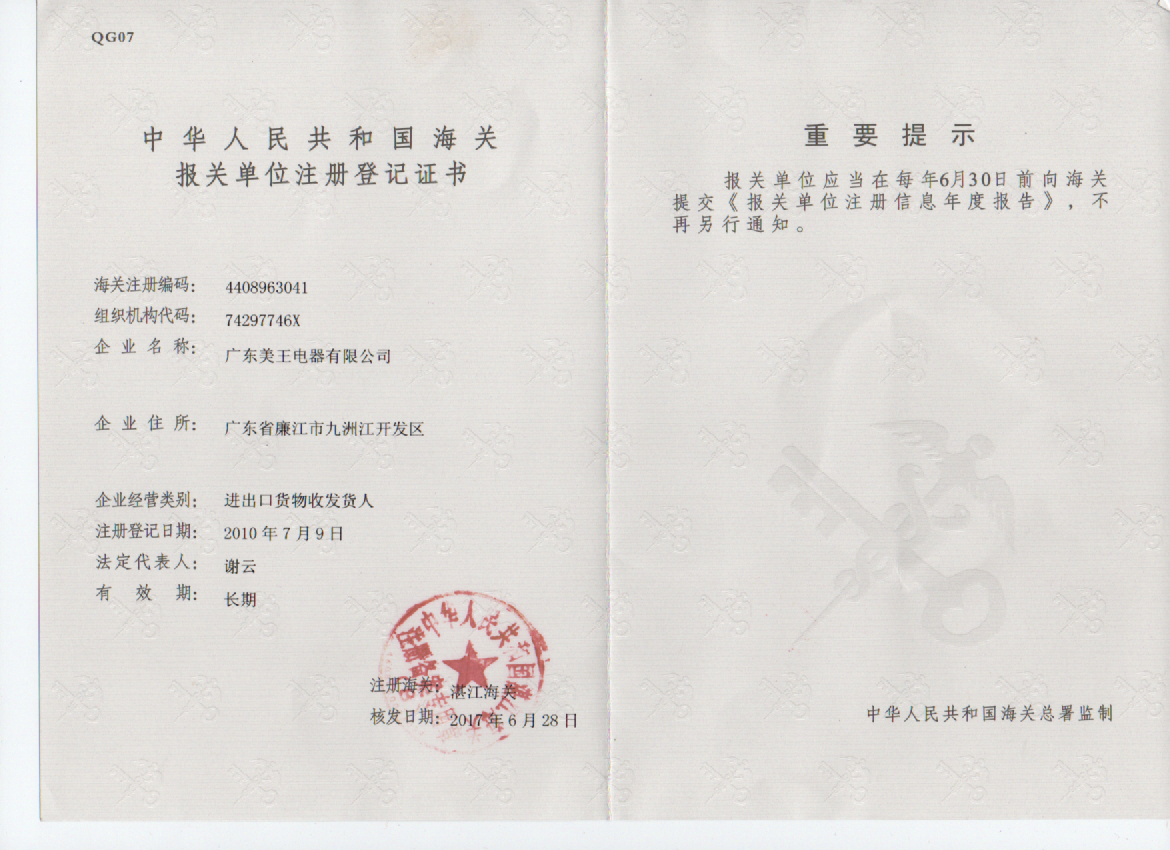 QG07
中华人民共和国海关
报关单位注册登记证书
海关注册编码： 4408963041
组织机构代码： 74297746X
企业名称： 广东美王电器有限公司
企业住所： 广东省廉江市九洲江开发区
企业经营类别： 进出口货物收发货人
注册登记日期： 2010年7月9日
法定代表人： 谢云
有效期： 长期
中华人民共和国
注册海关： 湛江海关
核发日期： 2017年6月28日
重要提示
报关单位应当在每年6月30日前向海关
提交《报关单位注册信息年度报告》，不
再另行通知。
中华人民共和国海关总署监制